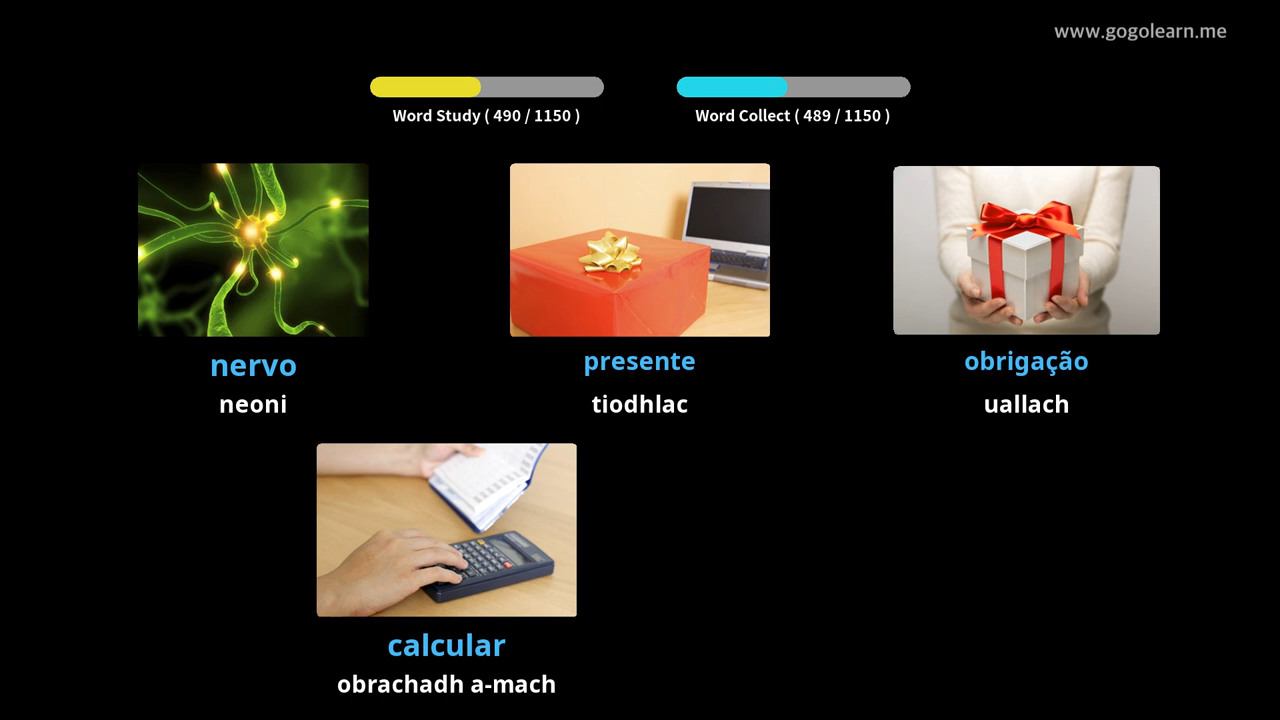 www.gogolearn.me
Word Study ( 490 / 1150 )
Word Collect ( 489 / 1150 )
nervo
neoni
presente
tiodhlac
obrigação
uallach
calcular
obrachadh a-mach